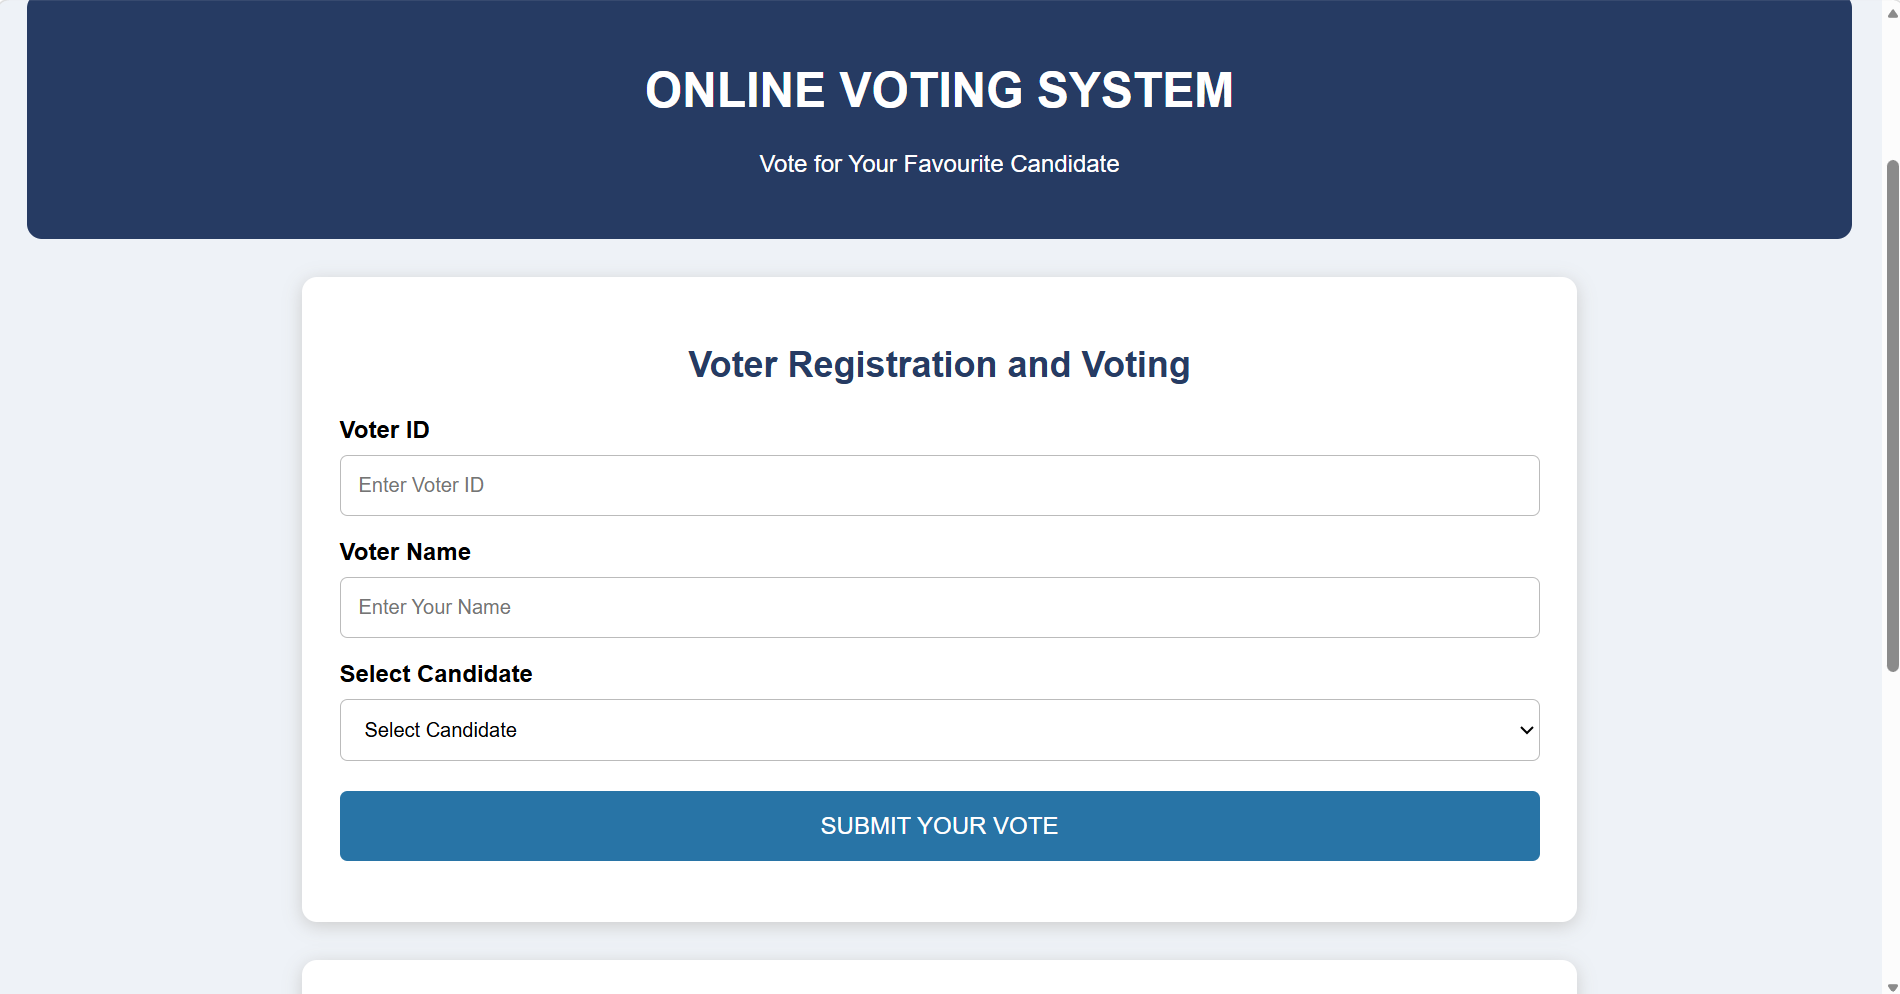 ONLINE VOTING SYSTEM
Vote for Your Favourite Candidate
Voter Registration and Voting
Voter ID
Enter Voter ID
Voter Name
Enter Your Name
Select Candidate
Select Candidate
SUBMIT YOUR VOTE